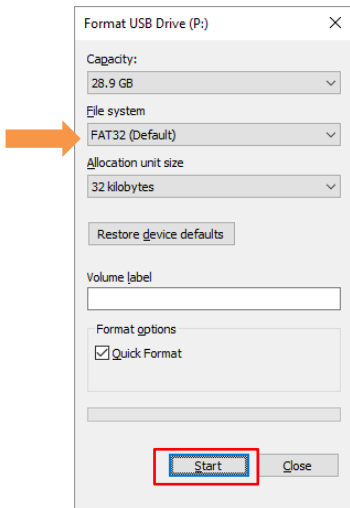 Format USB Drive (P:)
Capacity:
28.9 GB
File system
FAT32 (Default)
Allocation unit size
32 kilobytes
Restore device defaults
Volume label
Format options
Quick Format
Start
Close